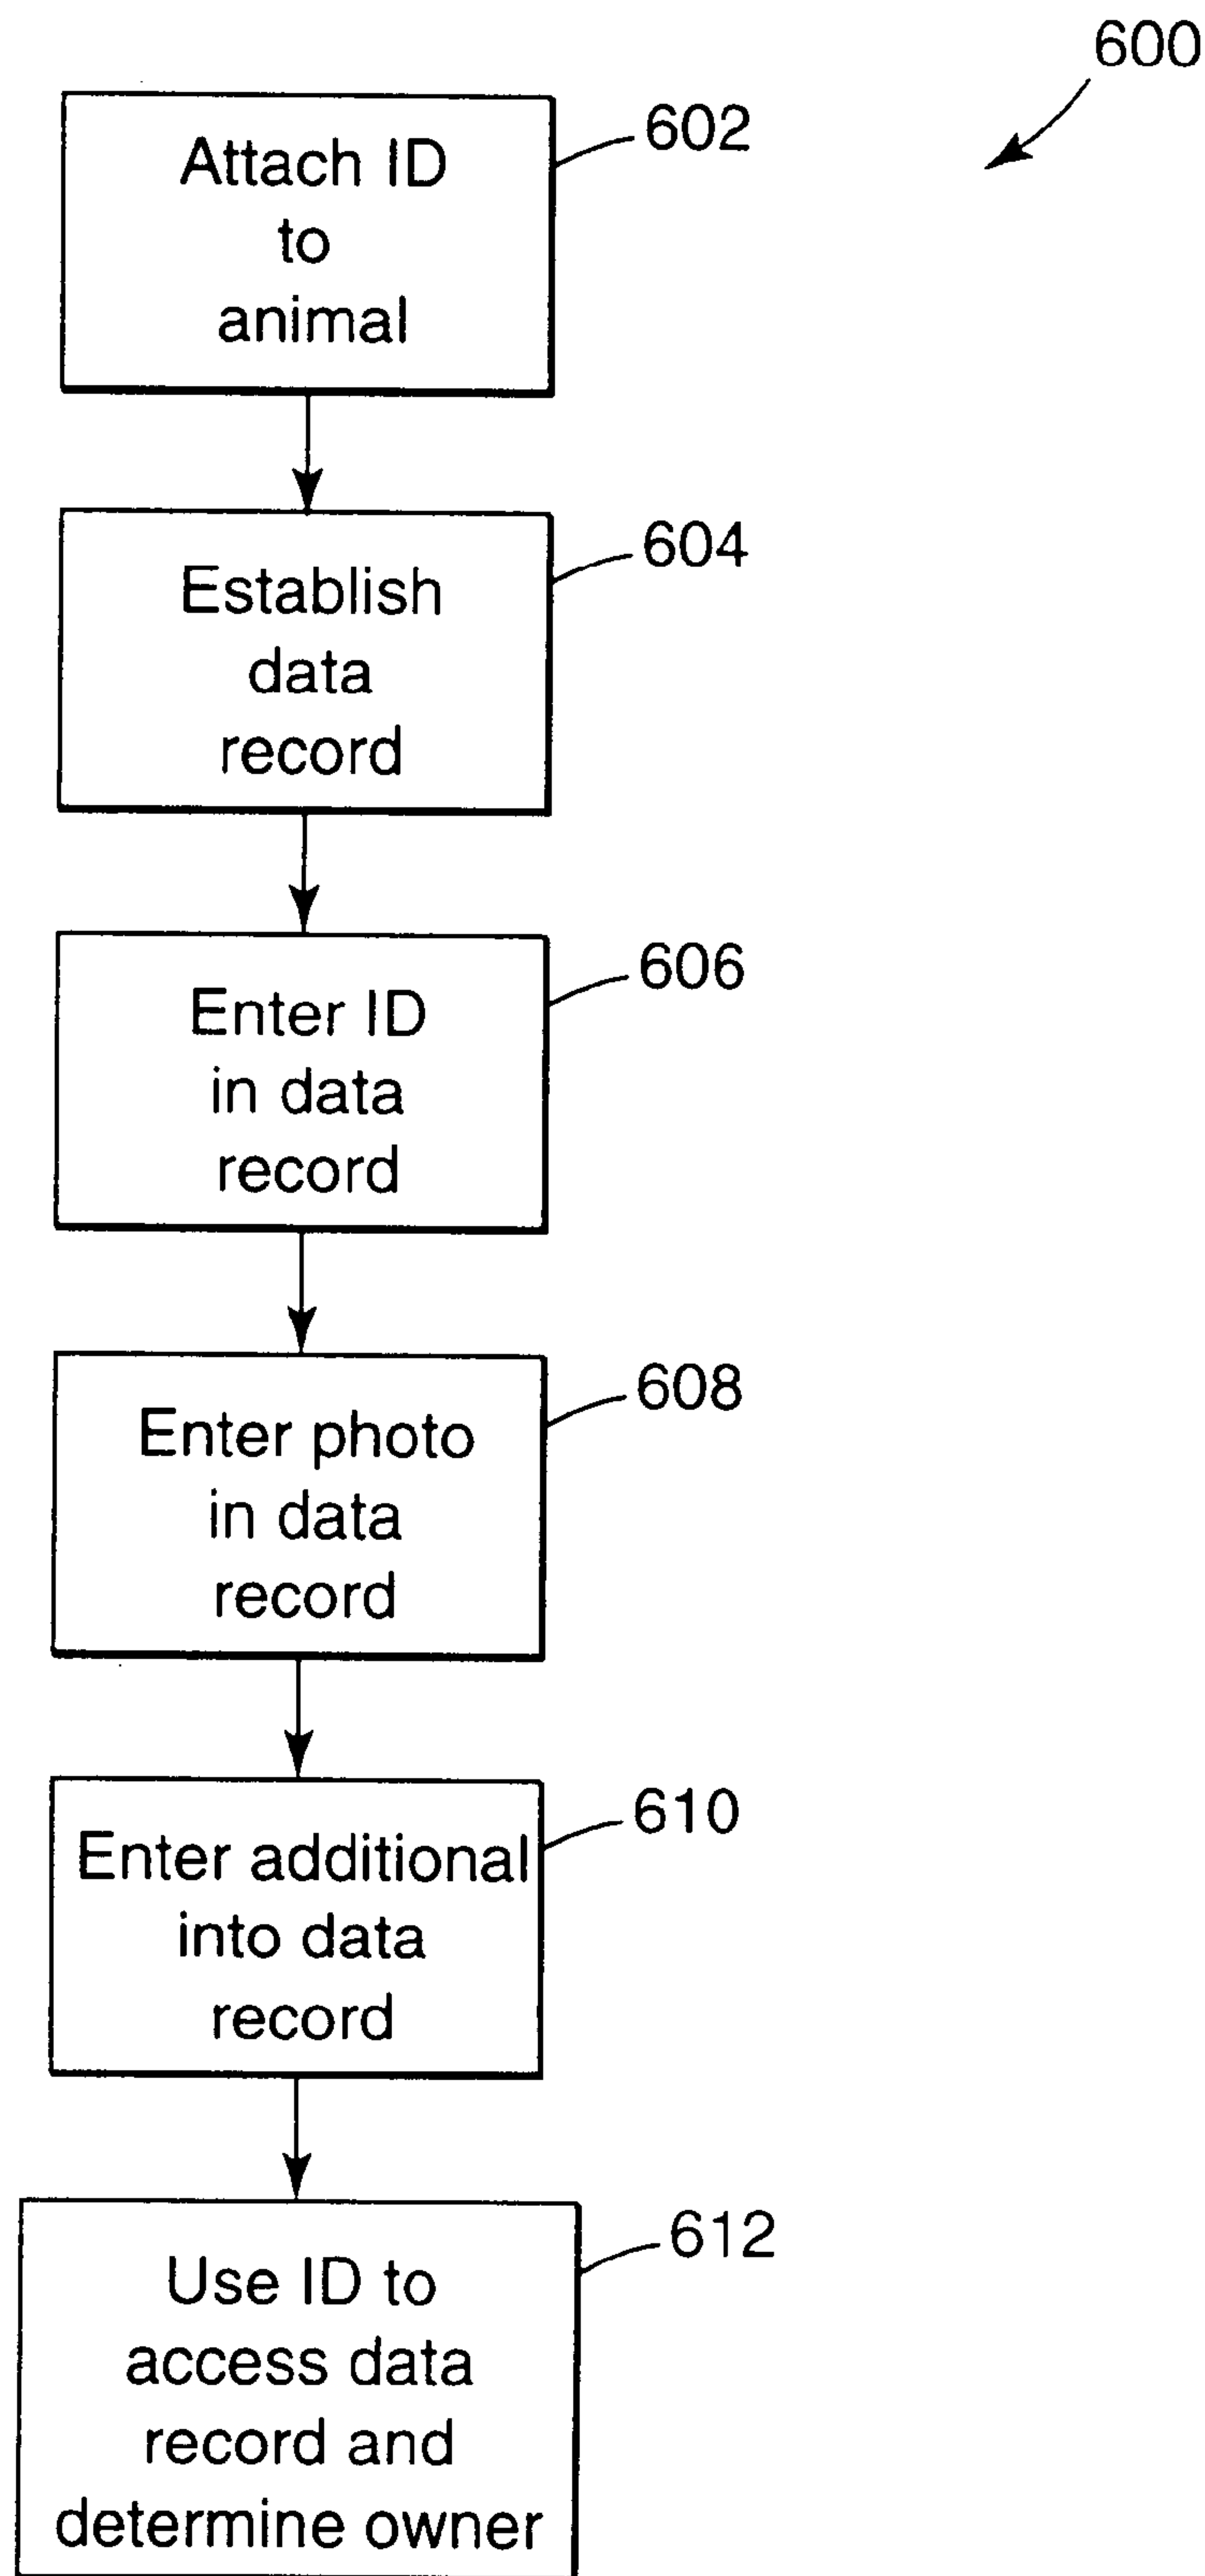 600
Attach ID
to
animal
602
Establish
data
record
604
Enter ID
in data
record
606
Enter photo
in data
record
608
Enter additional
into data
record
610
Use ID to
access data
record and
determine owner
612